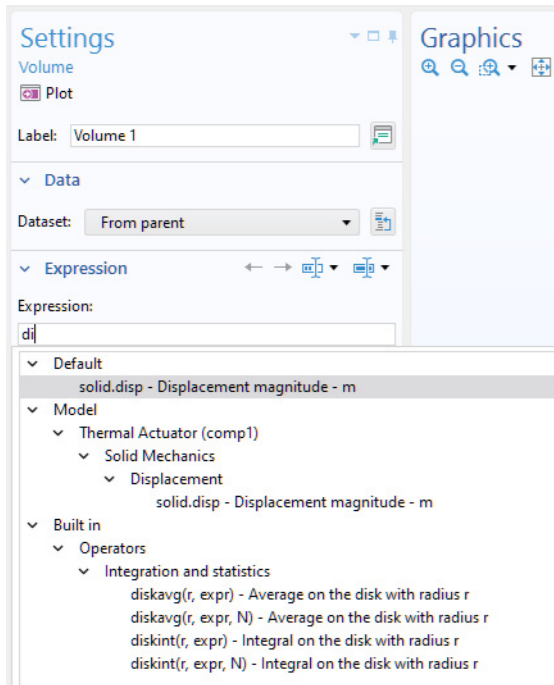 Settings
Volume
Plot
Label: Volume 1
Data
Dataset: From parent
Expression
Expression:
di
Default
solid.disp - Displacement magnitude - m
Model
Thermal Actuator (comp1)
Solid Mechanics
Displacement
solid.disp - Displacement magnitude - m
Built in
Operators
Integration and statistics
diskavg(r, expr) - Average on the disk with radius r
diskavg(r, expr, N) - Average on the disk with radius r
diskint(r, expr) - Integral on the disk with radius r
diskint(r, expr, N) - Integral on the disk with radius r
Graphics